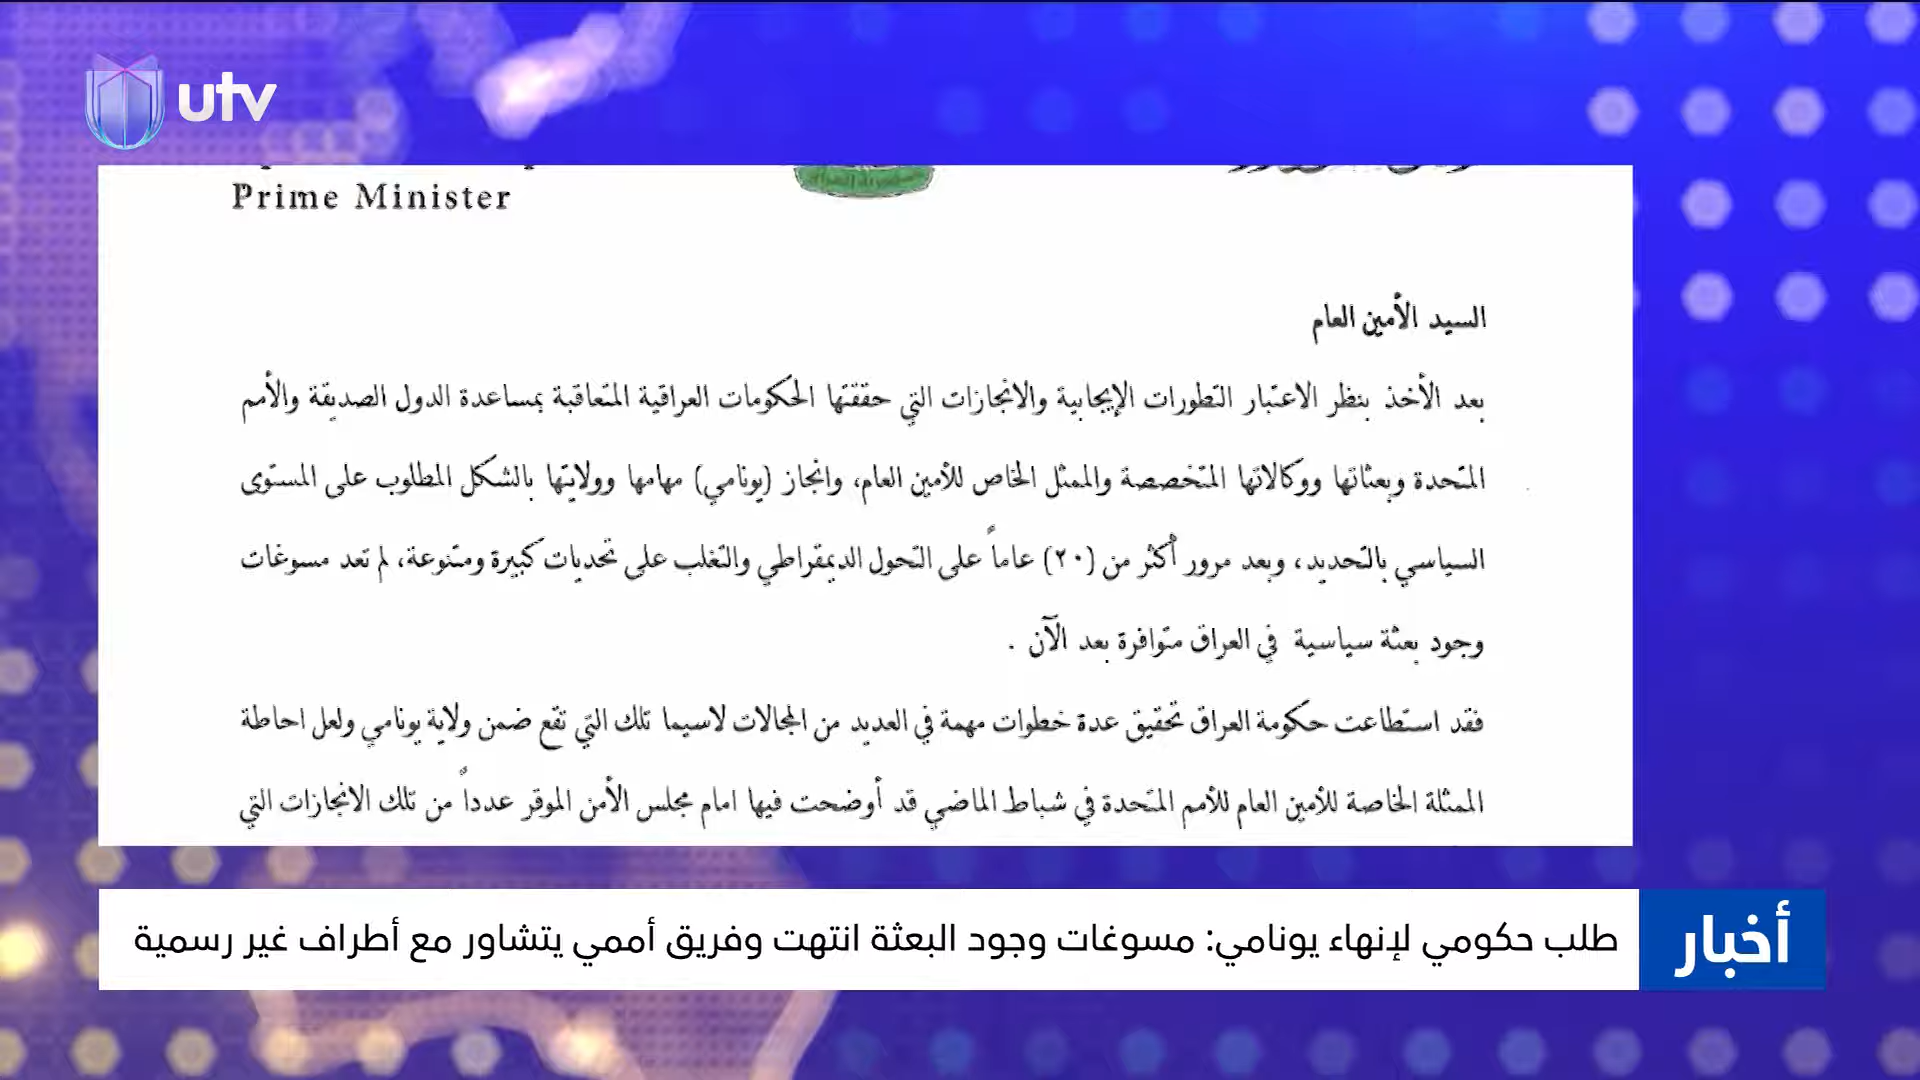 utv
Prime Minister
السيد الأمين العام
بعد الأخذ بنظر الاعتبار التطورات الإيجابية والانجازات التي حققتها الحكومات العراقية المتعاقبة بمساعدة الدول الصديقة والأمم
المتحدة وبعثاتها ووكالاتها المتخصصة والممثل الخاص للأمين العام، وانجاز (يونامي) مهامها وولايتها بالشكل المطلوب على المستوى
السياسي بالتحديد، وبعد مرور أكثر من (٢٠) عاماً على التحول الديمقراطي والتغلب على تحديات كبيرة ومتنوعة، لم تعد مسوغات
وجود بعثة سياسية في العراق متوافرة بعد الآن .
فقد استطاعت حكومة العراق تحقيق عدة خطوات مهمة في العديد من المجالات لاسيما تلك التي تقع ضمن ولاية يونامي ولعل احاطة
الممثلة الخاصة للأمين العام للأمم المتحدة في شباط الماضي قد أوضحت فيها امام مجلس الأمن الموقر عدداً من تلك الانجازات التي
أخبار
طلب حكومي لإنهاء يونامي: مسوغات وجود البعثة انتهت وفريق أممي يتشاور مع أطراف غير رسمية